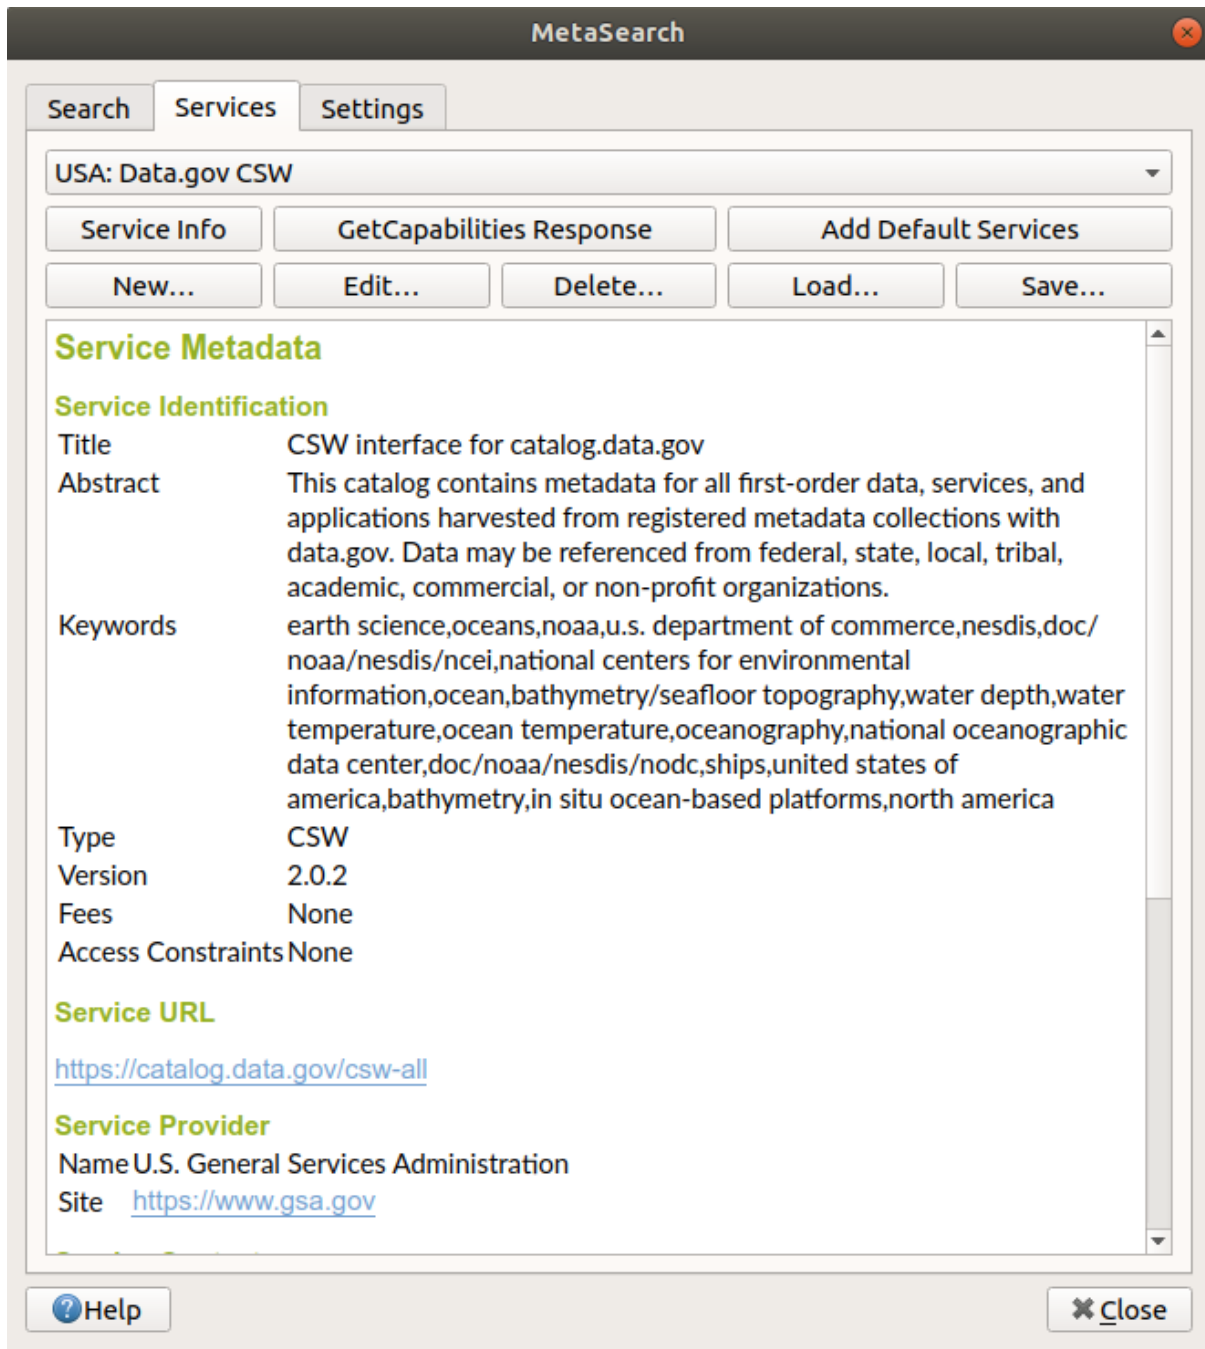 MetaSearch
Search Services Settings
USA: Data.gov CSW
Service Info GetCapabilities Response Add Default Services
New... Edit... Delete... Load... Save...
Service Metadata
Service Identification
Title CSW interface for catalog.data.gov
Abstract This catalog contains metadata for all first-order data, services, and
applications harvested from registered metadata collections with
data.gov. Data may be referenced from federal, state, local, tribal,
academic, commercial, or non-profit organizations.
Keywords earth science,oceans,noaa,u.s. department of commerce,nesdis,doc/
noaa/nesdis/ncei,national centers for environmental
information,ocean,bathymetry/seafloor topography,water depth,water
temperature,ocean temperature,oceanography,national oceanographic
data center,doc/noaa/nesdis/nodc,ships,united states of
america,bathymetry,in situ ocean-based platforms,north america
Type CSW
Version 2.0.2
Fees None
Access Constraints None
Service URL
https://catalog.data.gov/csw-all
Service Provider
Name U.S. General Services Administration
Site https://www.gsa.gov
Help Close